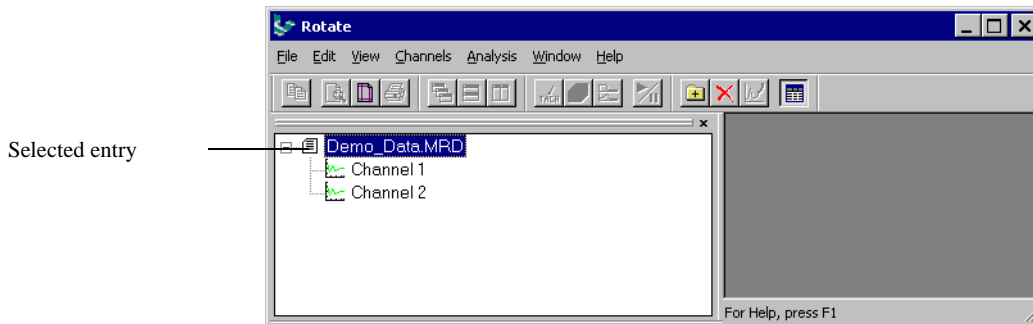 Rotate
File Edit View Channels Analysis Window Help
TACH
Selected entry
Demo_Data.MRD
Channel 1
Channel 2
For Help, press F1